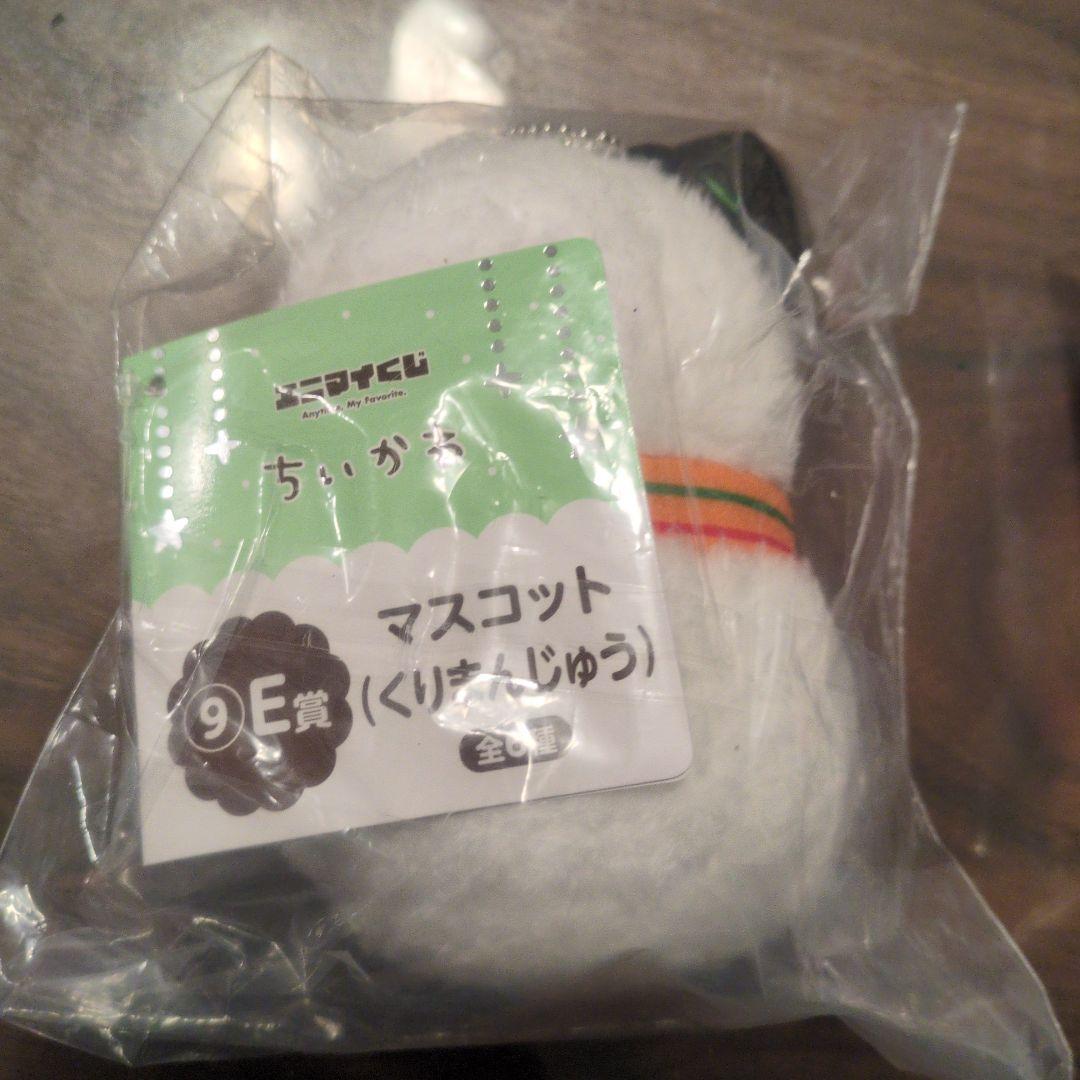 エニマイくじ
Anything, My Favorite.
ちいかわ
マスコット
(くりまんじゅう)
⑨E賞
全6種